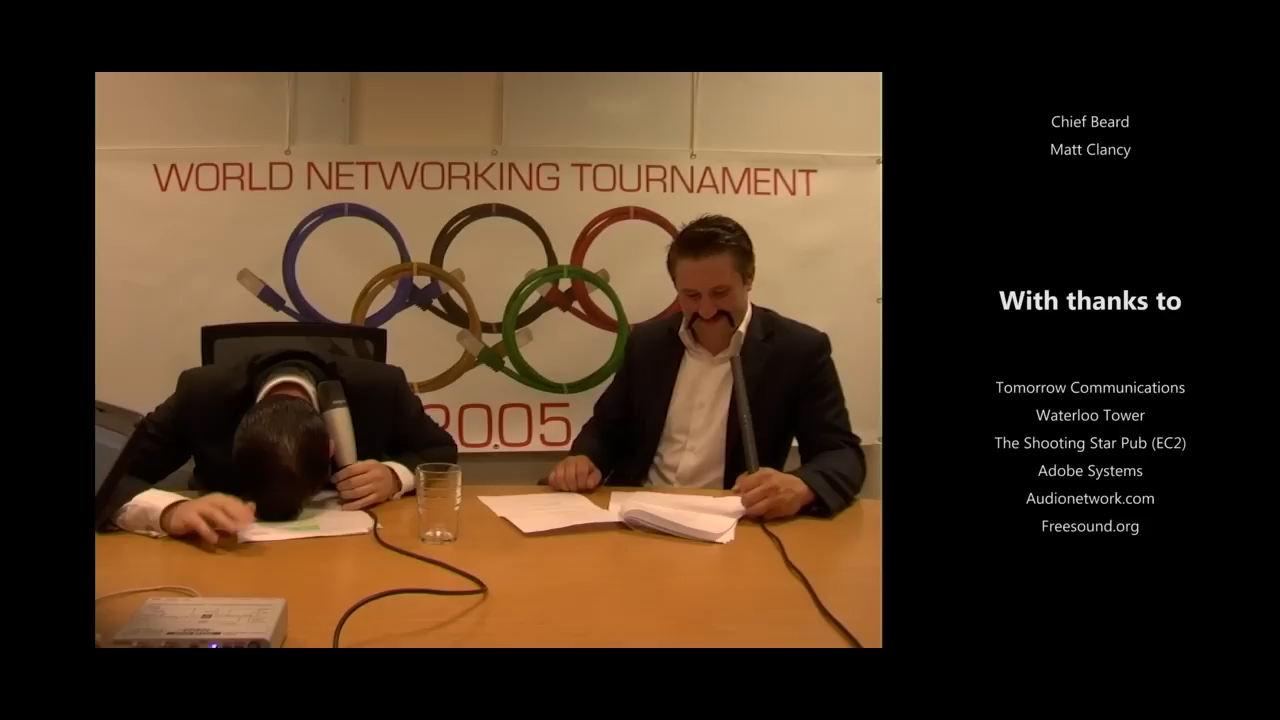 WORLD NETWORKING TOURNAMENT
2005
Chief Beard
Matt Clancy
With thanks to
Tomorrow Communications
Waterloo Tower
The Shooting Star Pub (EC2)
Adobe Systems
Audionetwork.com
Freesound.org